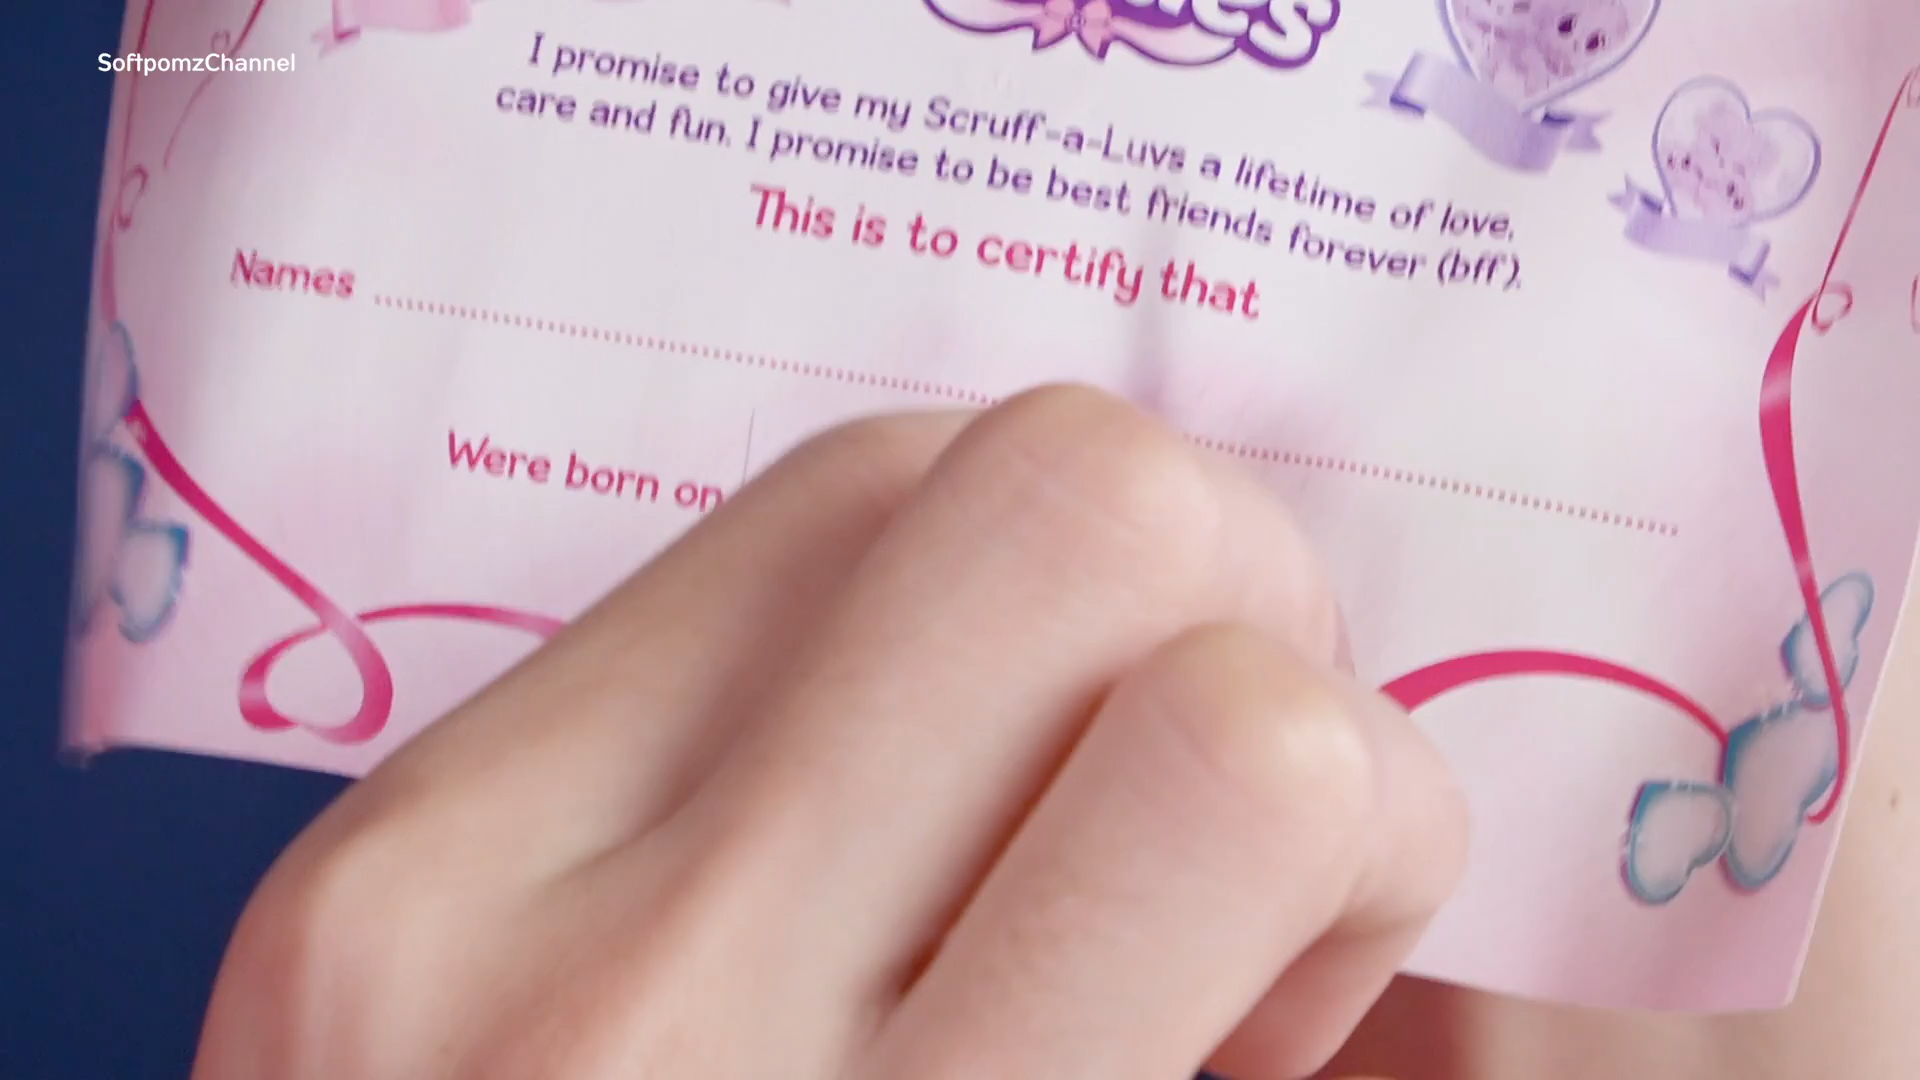 SoftpomzChannel
I promise to give my Scruff-a-Luvs a lifetime of love,
care and fun. I promise to be best friends forever (bff).
This is to certify that
Names
Were born on